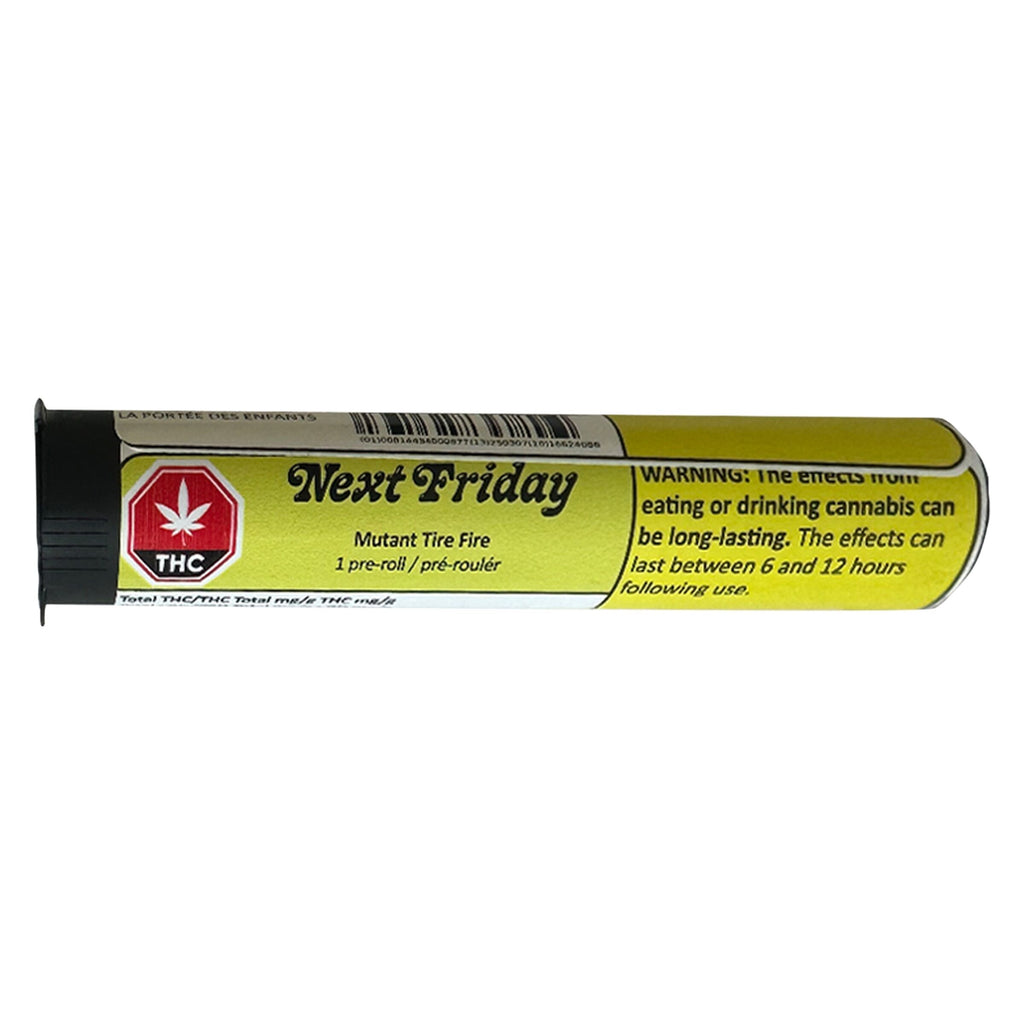 LA PORTÉE DES ENFANTS
Next Friday
Mutant Tire Fire
1 pre-roll / pré-roulér
THC
Total THC/THC Total mg/g THC mg/g
WARNING: The effects from
eating or drinking cannabis can
be long-lasting. The effects can
last between 6 and 12 hours
following use.